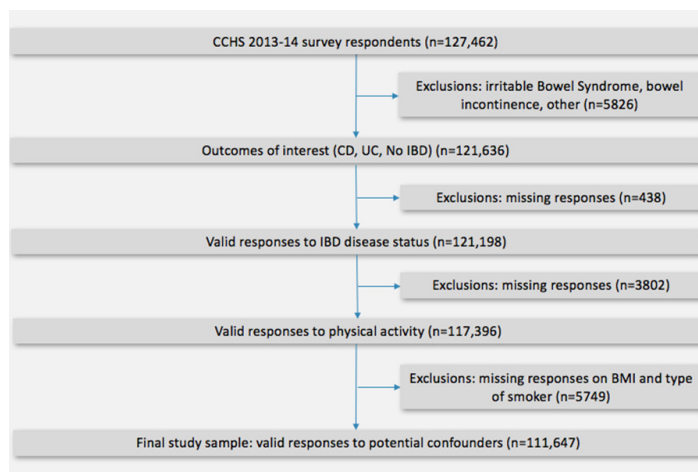 CCHS 2013-14 survey respondents (n=127,462)
Exclusions: irritable Bowel Syndrome, bowel
incontinence, other (n=5826)
Outcomes of interest (CD, UC, No IBD) (n=121,636)
Exclusions: missing responses (n=438)
Valid responses to IBD disease status (n=121,198)
Exclusions: missing responses (n=3802)
Valid responses to physical activity (n=117,396)
Exclusions: missing responses on BMI and type
of smoker (n=5749)
Final study sample: valid responses to potential confounders (n=111,647)